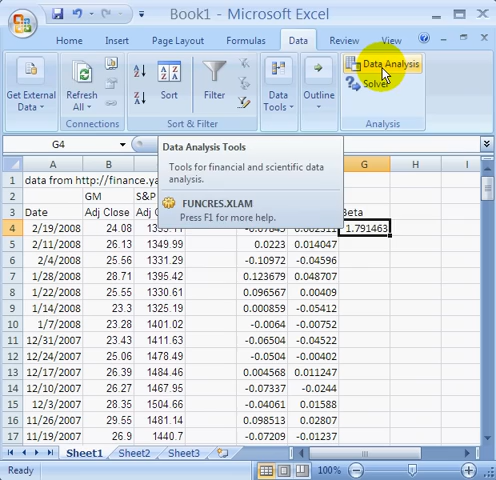 Book1 - Microsoft Excel
Home Insert Page Layout Formulas Data Review View
Get External Data
Refresh All
Sort
Filter
Data Tools
Outline
Data Analysis
Solver
Connections Sort & Filter Analysis
G4
Data Analysis Tools
Tools for financial and scientific data analysis.
FUNCRES.XLAM
Press F1 for more help.
A B G H I
1 data from http://finance.ya
2 GM S&P
3 Date Adj Close Adj C Beta
4 2/19/2008 24.08 1.791463
5 2/11/2008 26.13 1349.99 0.0223 0.014047
6 2/4/2008 25.56 1331.29 -0.10972 -0.04596
7 1/28/2008 28.71 1395.42 0.123679 0.048707
8 1/22/2008 25.55 1330.61 0.096567 0.00409
9 1/14/2008 23.3 1325.19 0.000859 -0.05412
10 1/7/2008 23.28 1401.02 -0.0064 -0.00752
11 12/31/2007 23.43 1411.63 -0.06504 -0.04522
12 12/24/2007 25.06 1478.49 -0.0504 -0.00402
13 12/17/2007 26.39 1484.46 0.004568 0.011247
14 12/10/2007 26.27 1467.95 -0.07337 -0.0244
15 12/3/2007 28.35 1504.66 -0.04061 0.01588
16 11/26/2007 29.55 1481.14 0.098513 0.02807
17 11/19/2007 26.9 1440.7 -0.07209 -0.01237
Sheet1 Sheet2 Sheet3
Ready 100%